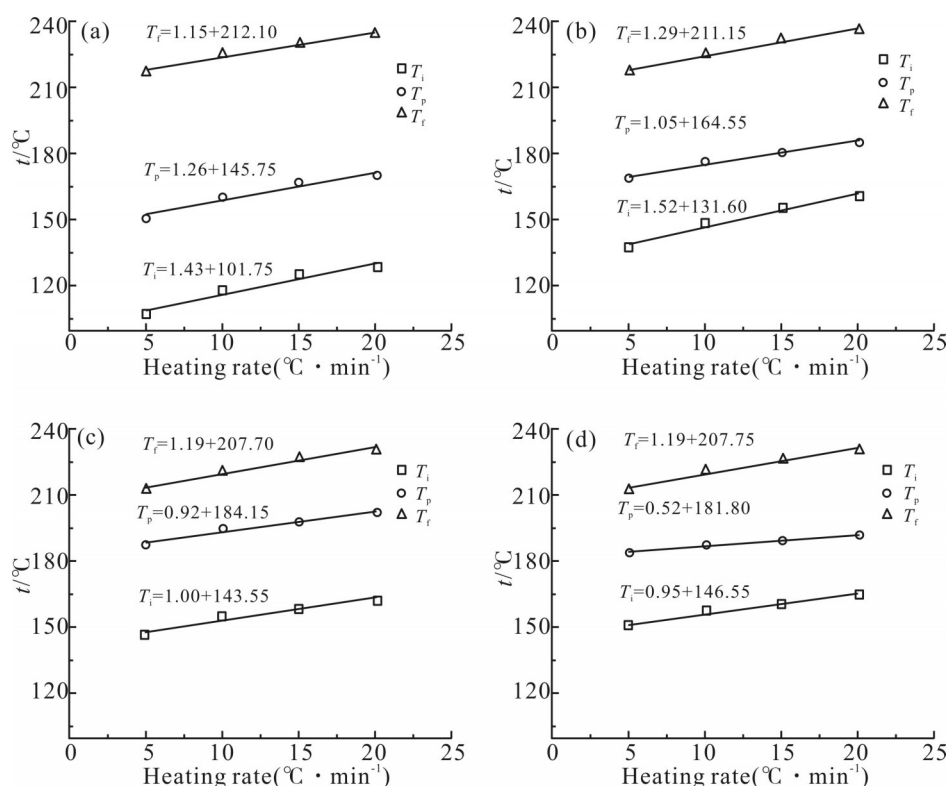 (a)
T_f=1.15+212.10
T_p=1.26+145.75
T_i=1.43+101.75
T_i
T_p
T_f
240
210
180
150
120
t/℃
0 5 10 15 20 25
Heating rate(℃ · min⁻¹)
(b)
T_f=1.29+211.15
T_p=1.05+164.55
T_i=1.52+131.60
T_i
T_p
T_f
240
210
180
150
120
t/℃
0 5 10 15 20 25
Heating rate(℃ · min⁻¹)
(c)
T_f=1.19+207.70
T_p=0.92+184.15
T_i=1.00+143.55
T_i
T_p
T_f
240
210
180
150
120
t/℃
0 5 10 15 20 25
Heating rate(℃ · min⁻¹)
(d)
T_f=1.19+207.75
T_p=0.52+181.80
T_i=0.95+146.55
T_i
T_p
T_f
240
210
180
150
120
t/℃
0 5 10 15 20 25
Heating rate(℃ · min⁻¹)